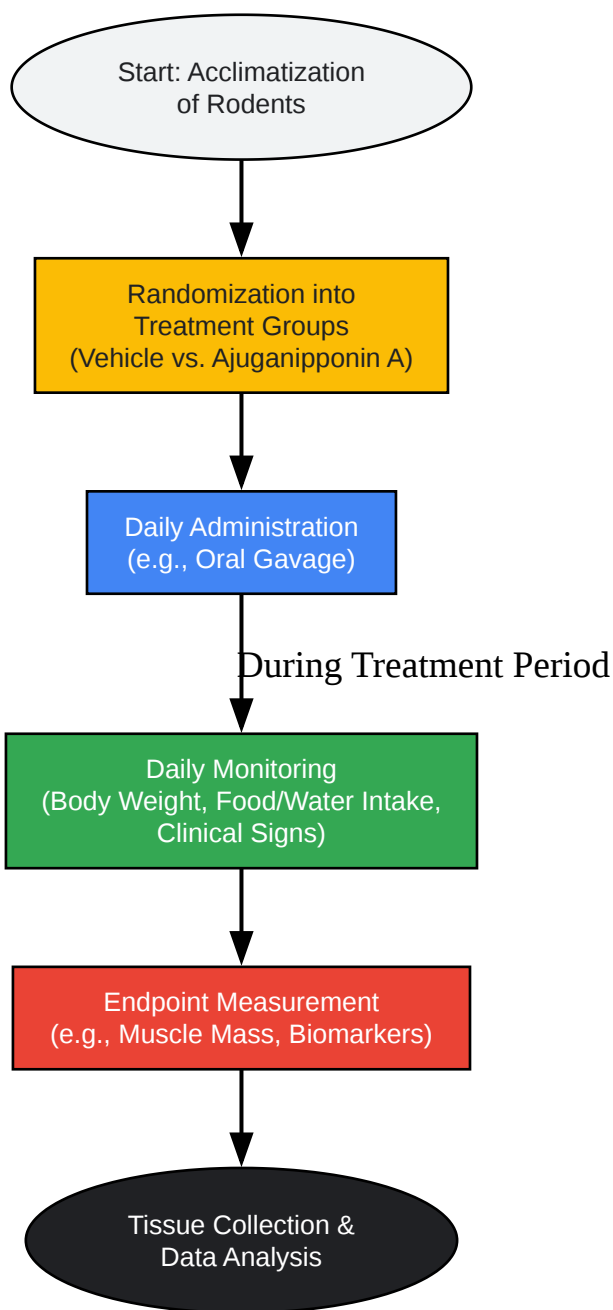 Start: Acclimatization
of Rodents
Randomization into
Treatment Groups
(Vehicle vs. Ajuganipponin A)
Daily Administration
(e.g., Oral Gavage)
During Treatment Period
Daily Monitoring
(Body Weight, Food/Water Intake,
Clinical Signs)
Endpoint Measurement
(e.g., Muscle Mass, Biomarkers)
Tissue Collection &
Data Analysis